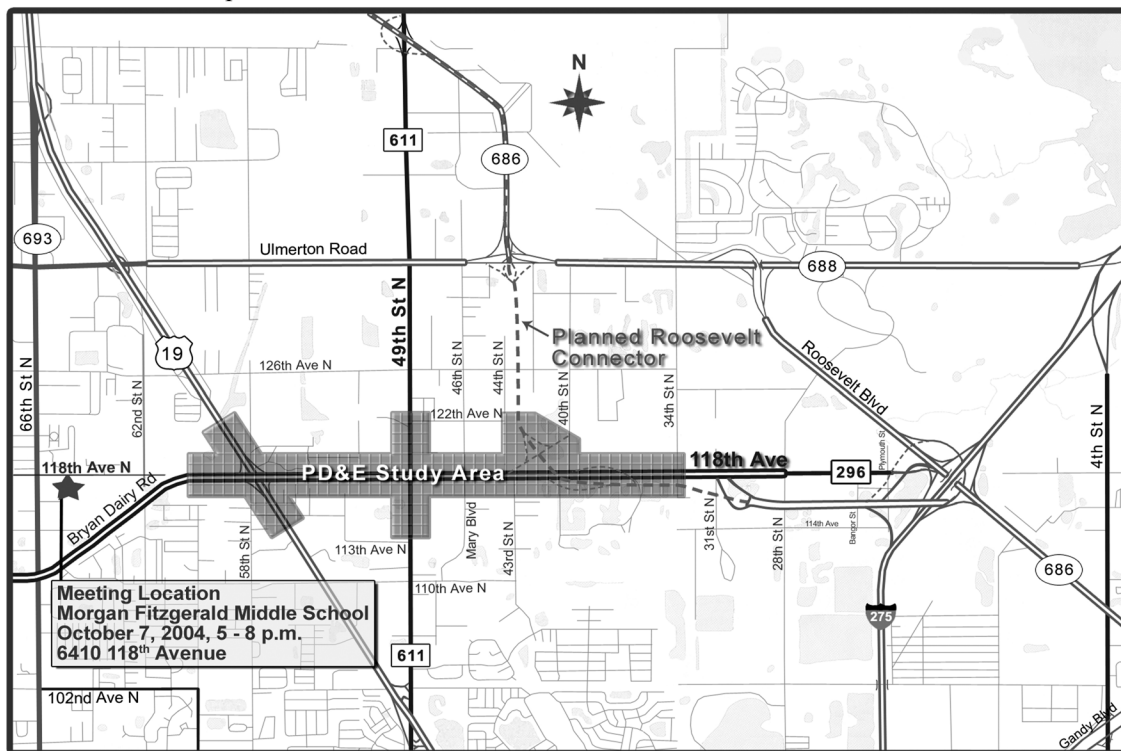 N
611
686
693
Ulmerton Road
688
49th St N
Planned Roosevelt
Connector
19
66th St N
62nd St N
126th Ave N
46th St N
44th St N
40th St N
34th St N
Roosevelt Blvd
122th Ave N
Plymouth St.
4th St N
118th Ave N
PD&E Study Area
118th Ave
296
Bryan Dairy Rd
58th St N
113th Ave N
Mary Blvd
43rd St N
31st St N
28th St N
114th Ave
Bangor St.
110th Ave N
686
275
Meeting Location
Morgan Fitzgerald Middle School
October 7, 2004, 5 - 8 p.m.
6410 118th Avenue
611
102nd Ave N
Gandy Blvd